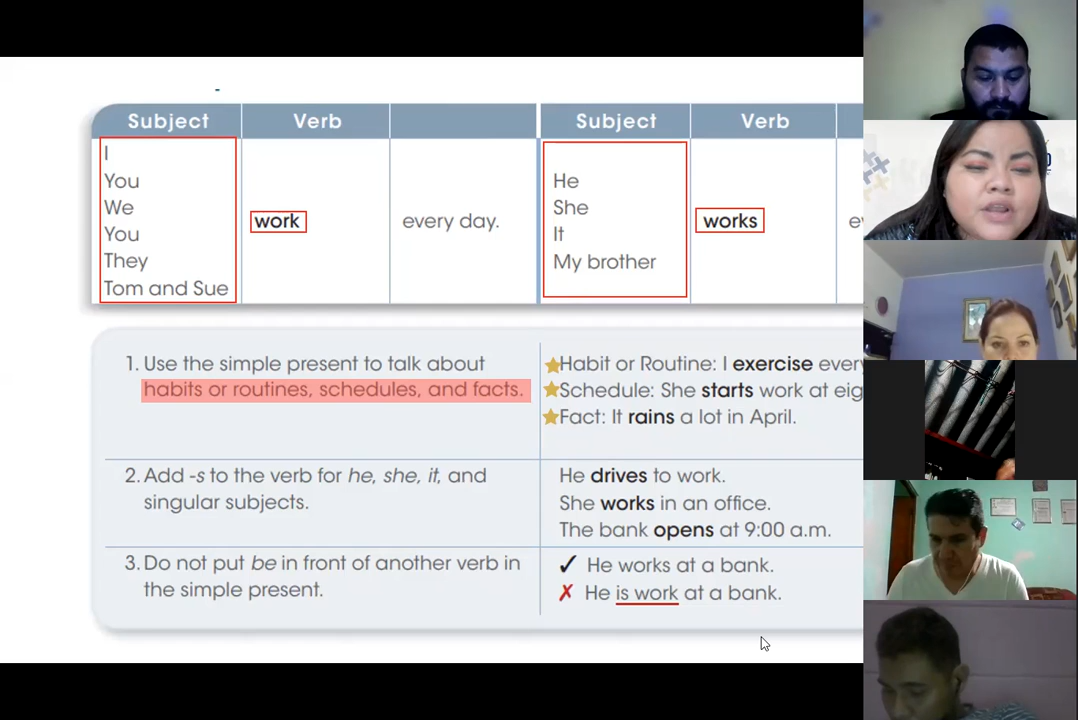 Subject Verb Subject Verb
I
You He
We She
You work every day. It works
They My brother
Tom and Sue
1. Use the simple present to talk about
habits or routines, schedules, and facts.
Habit or Routine: I exercise every
Schedule: She starts work at eig
Fact: It rains a lot in April.
2. Add -s to the verb for he, she, it, and
singular subjects.
He drives to work.
She works in an office.
The bank opens at 9:00 a.m.
3. Do not put be in front of another verb in
the simple present.
✓ He works at a bank.
✗ He is work at a bank.